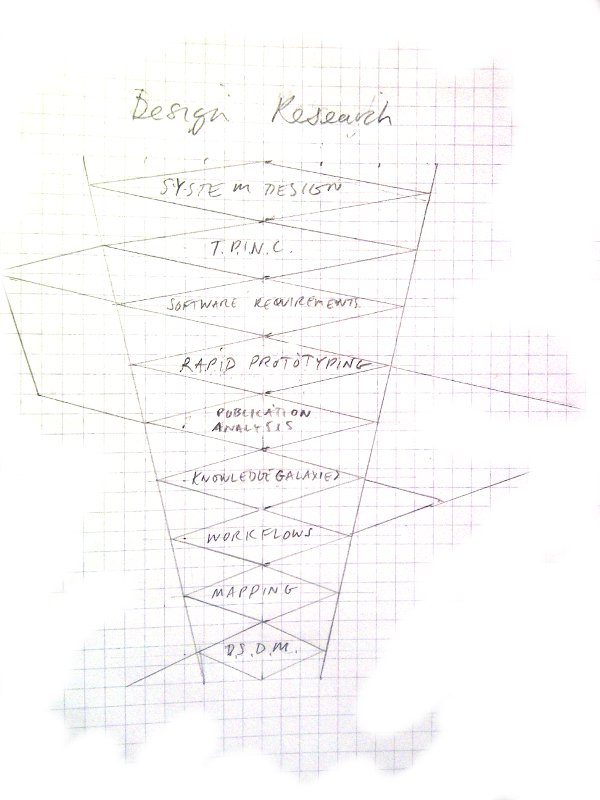 Design Research
SYSTEM DESIGN
T.P.N.C.
SOFTWARE REQUIREMENTS
RAPID PROTOTYPING
PUBLICATION
ANALYSIS
KNOWLEDGE GALAXIES
WORKFLOWS
MAPPING
D.S.D.M.